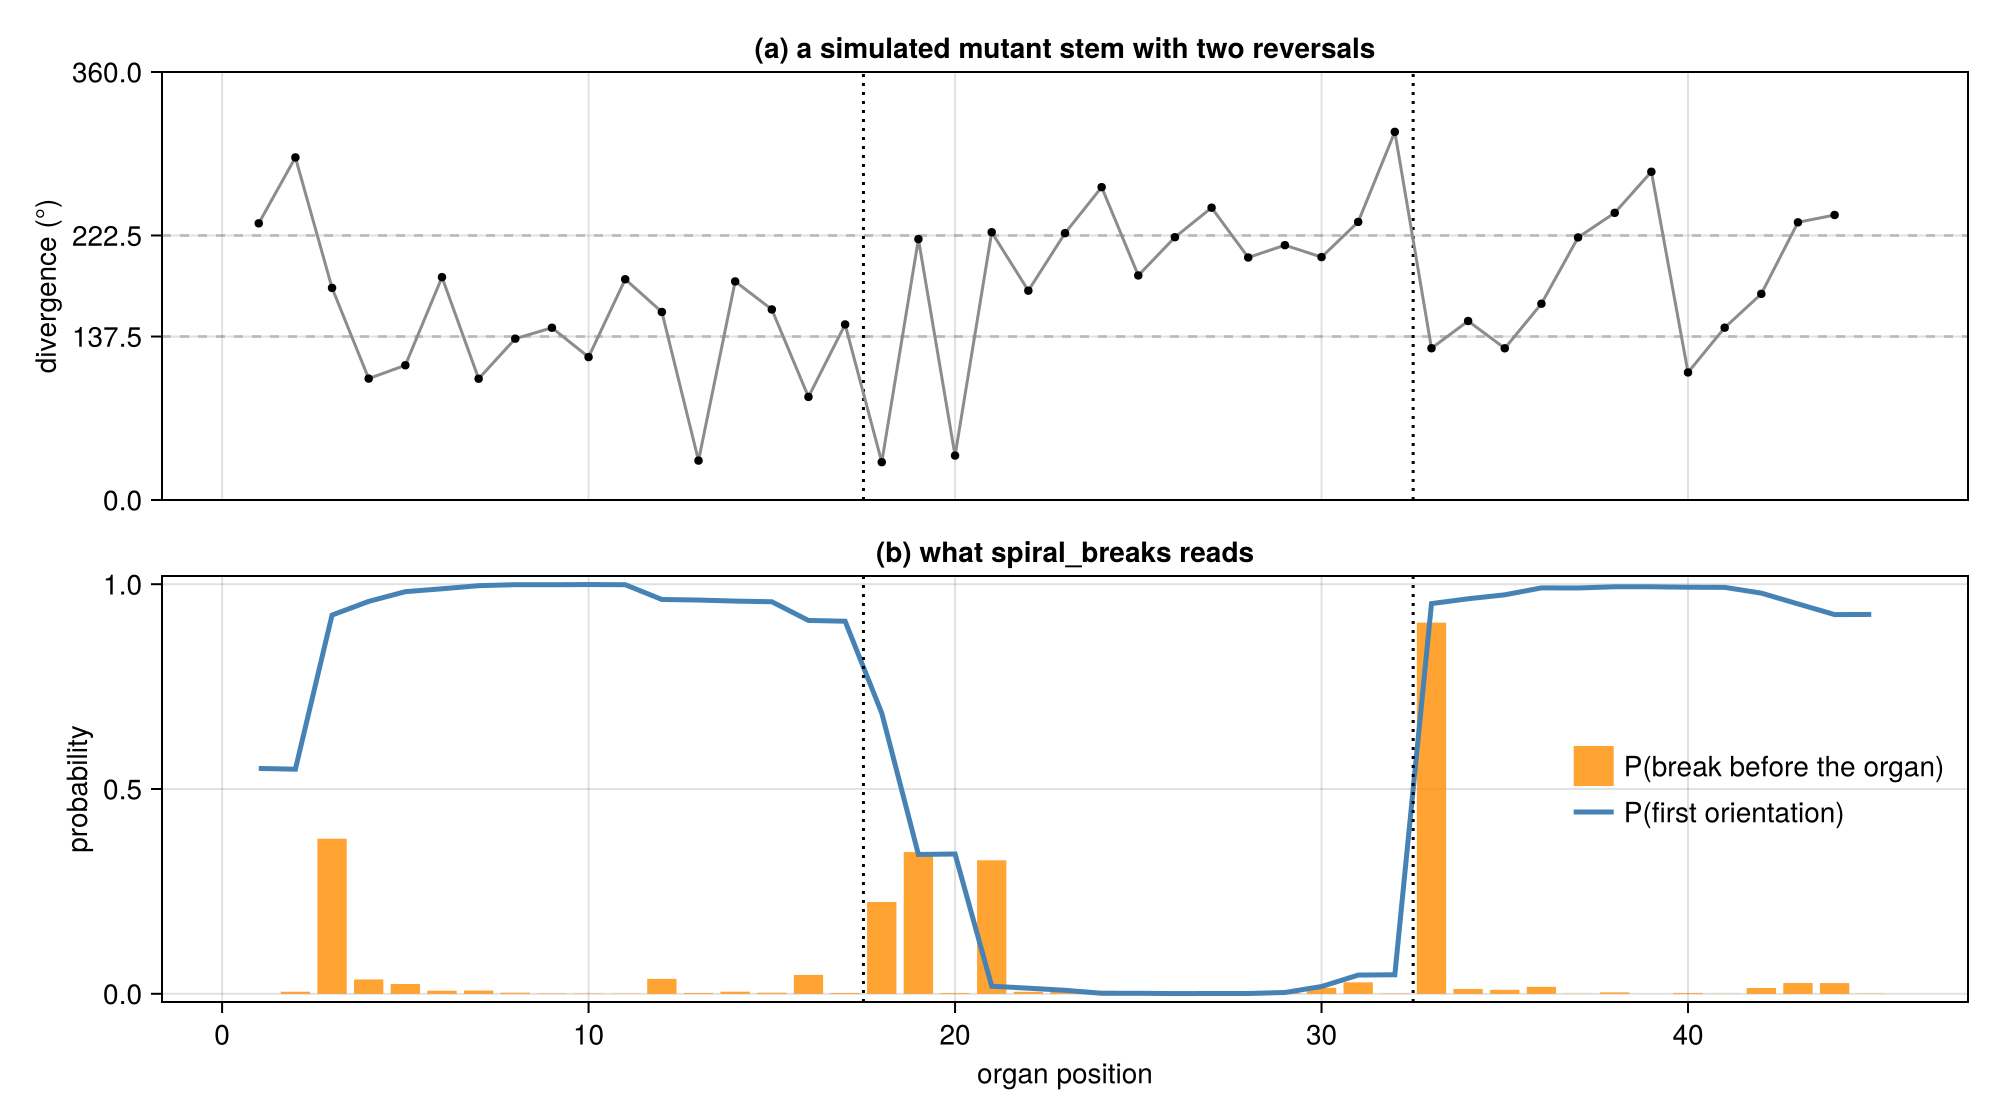 (a) a simulated mutant stem with two reversals
360.0
222.5
137.5
0.0
divergence (°)
(b) what spiral_breaks reads
1.0
0.5
0.0
probability
P(break before the organ)
P(first orientation)
0 10 20 30 40
organ position